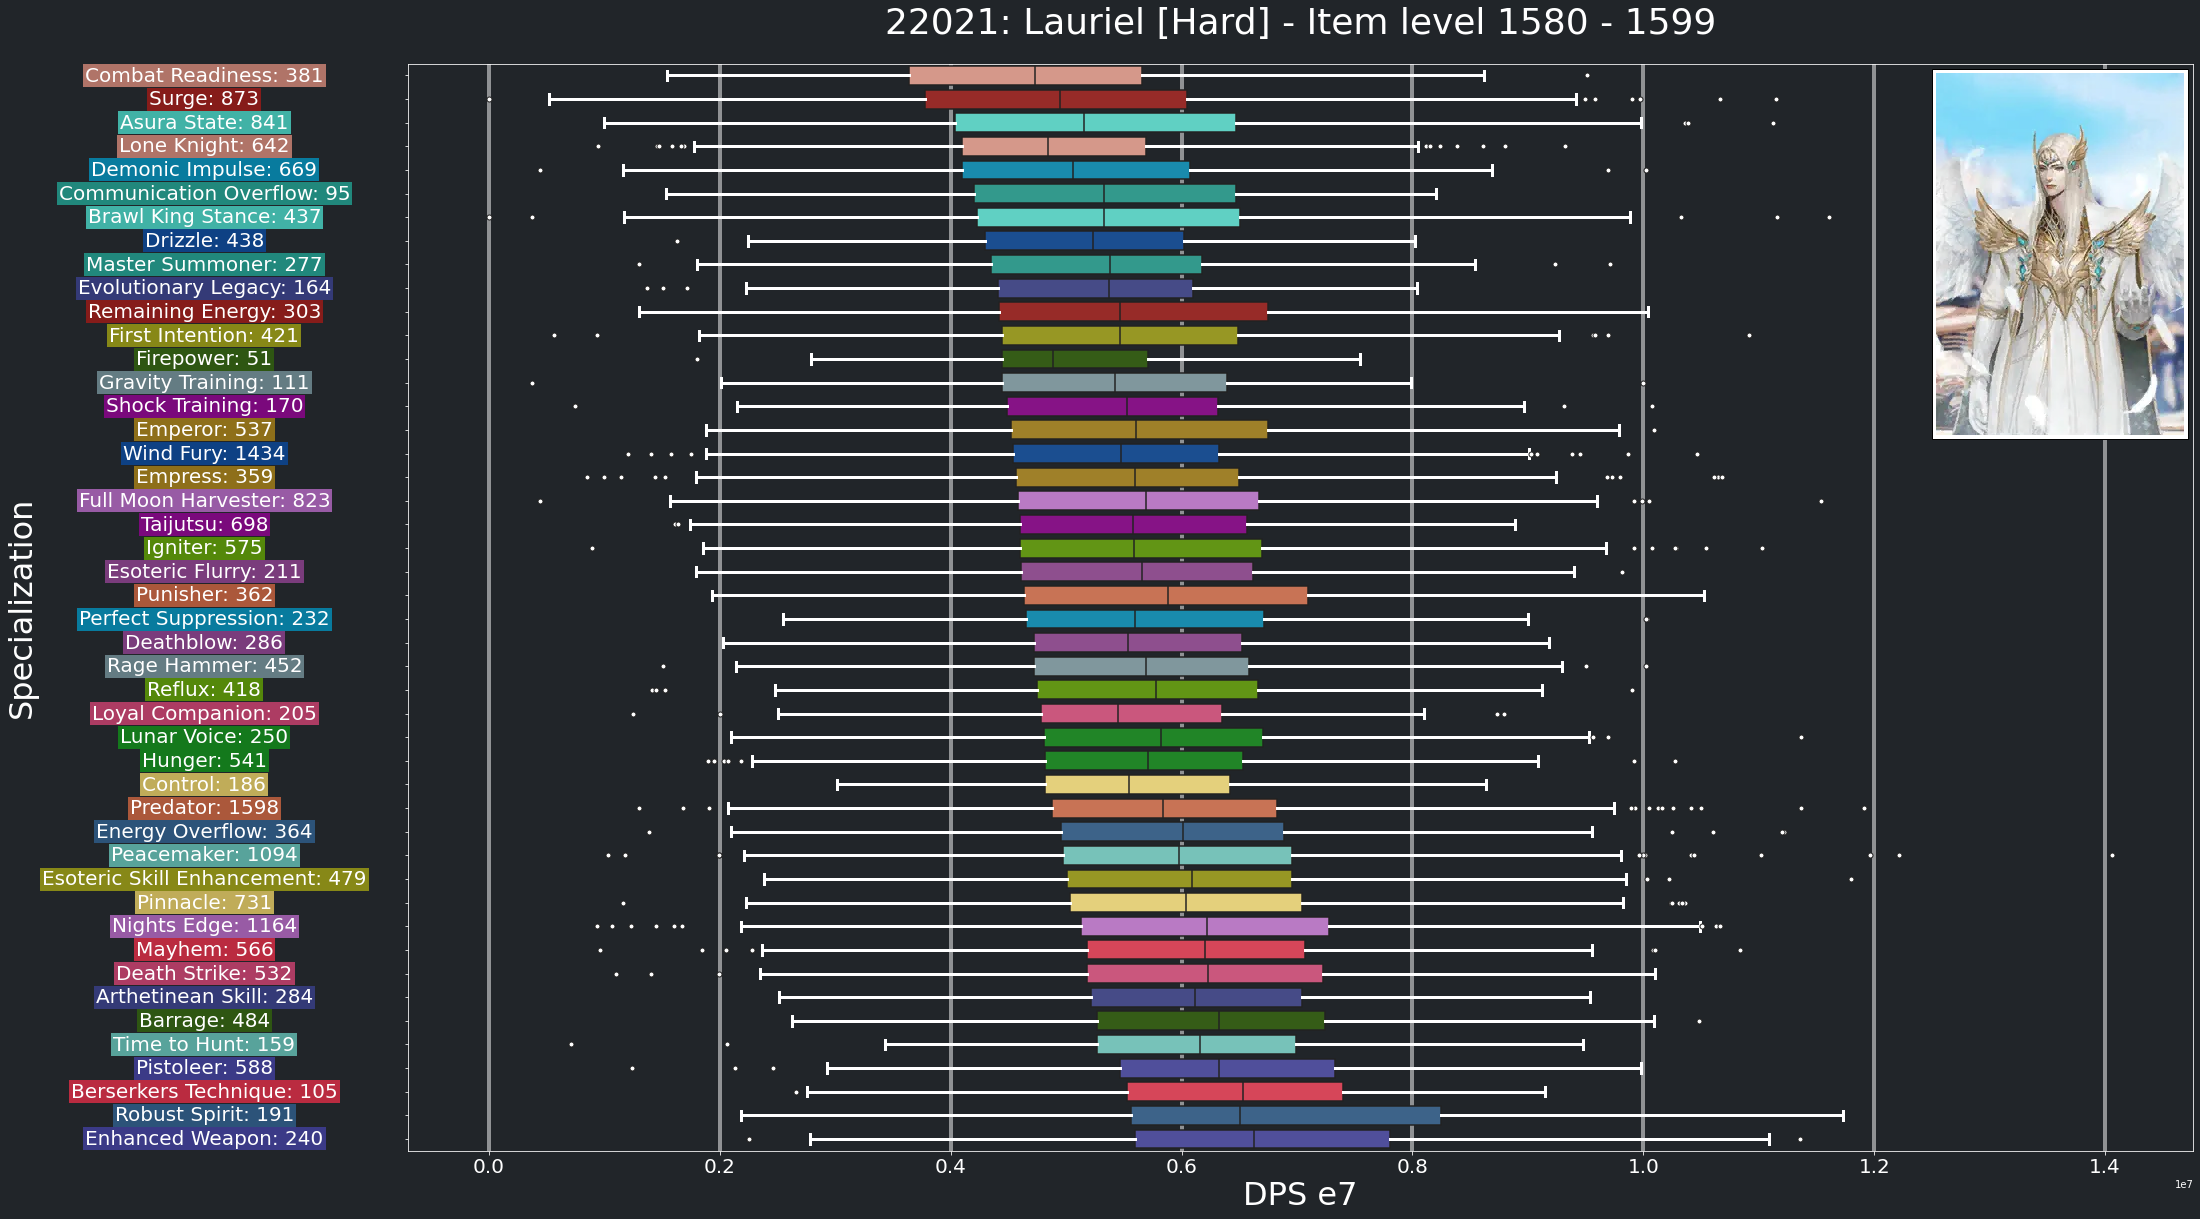 22021: Lauriel [Hard] - Item level 1580 - 1599
Combat Readiness: 381
Surge: 873
Asura State: 841
Lone Knight: 642
Demonic Impulse: 669
Communication Overflow: 95
Brawl King Stance: 437
Drizzle: 438
Master Summoner: 277
Evolutionary Legacy: 164
Remaining Energy: 303
First Intention: 421
Firepower: 51
Gravity Training: 111
Shock Training: 170
Emperor: 537
Wind Fury: 1434
Empress: 359
Full Moon Harvester: 823
Taijutsu: 698
Igniter: 575
Esoteric Flurry: 211
Punisher: 362
Perfect Suppression: 232
Deathblow: 286
Rage Hammer: 452
Reflux: 418
Loyal Companion: 205
Lunar Voice: 250
Hunger: 541
Control: 186
Predator: 1598
Energy Overflow: 364
Peacemaker: 1094
Esoteric Skill Enhancement: 479
Pinnacle: 731
Nights Edge: 1164
Mayhem: 566
Death Strike: 532
Arthetinean Skill: 284
Barrage: 484
Time to Hunt: 159
Pistoleer: 588
Berserkers Technique: 105
Robust Spirit: 191
Enhanced Weapon: 240
Specialization
0.0 0.2 0.4 0.6 0.8 1.0 1.2 1.4
DPS e7
1e7